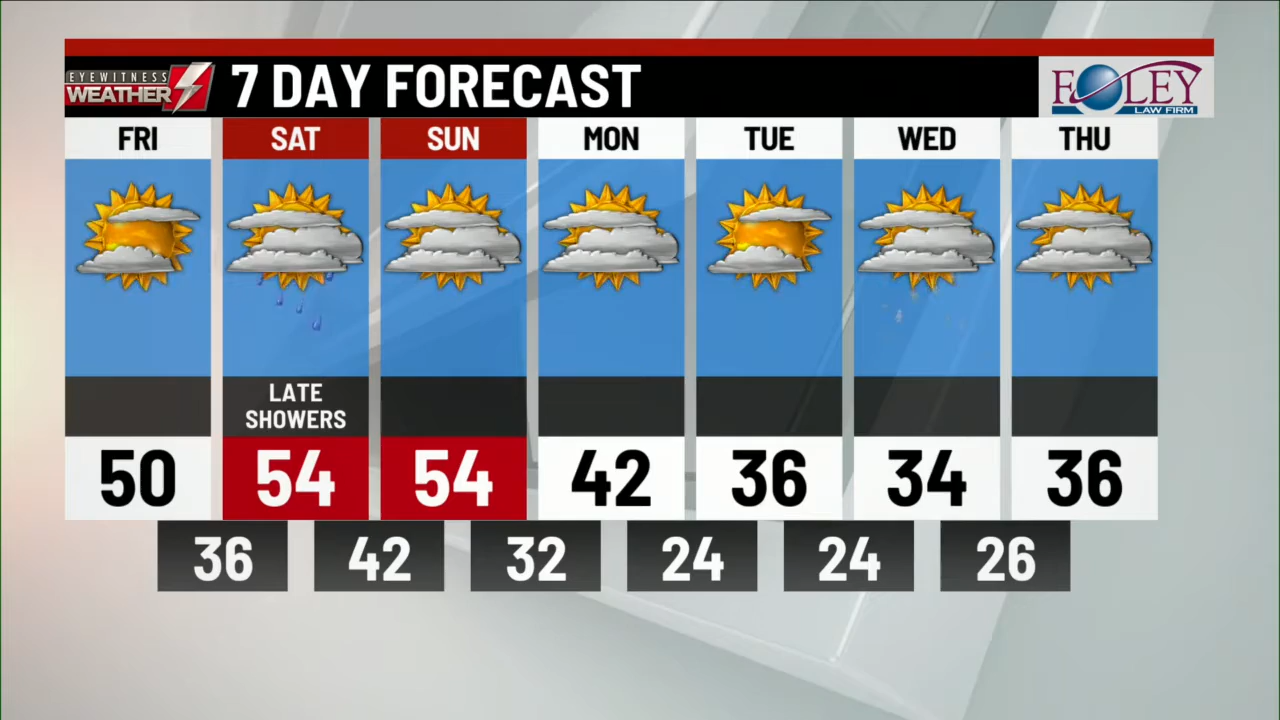 EYEWITNESS
WEATHER
7 DAY FORECAST
FOLEY
LAW FIRM
FRI
SAT
SUN
MON
TUE
WED
THU
LATE
SHOWERS
50
54
54
42
36
34
36
36
42
32
24
24
26